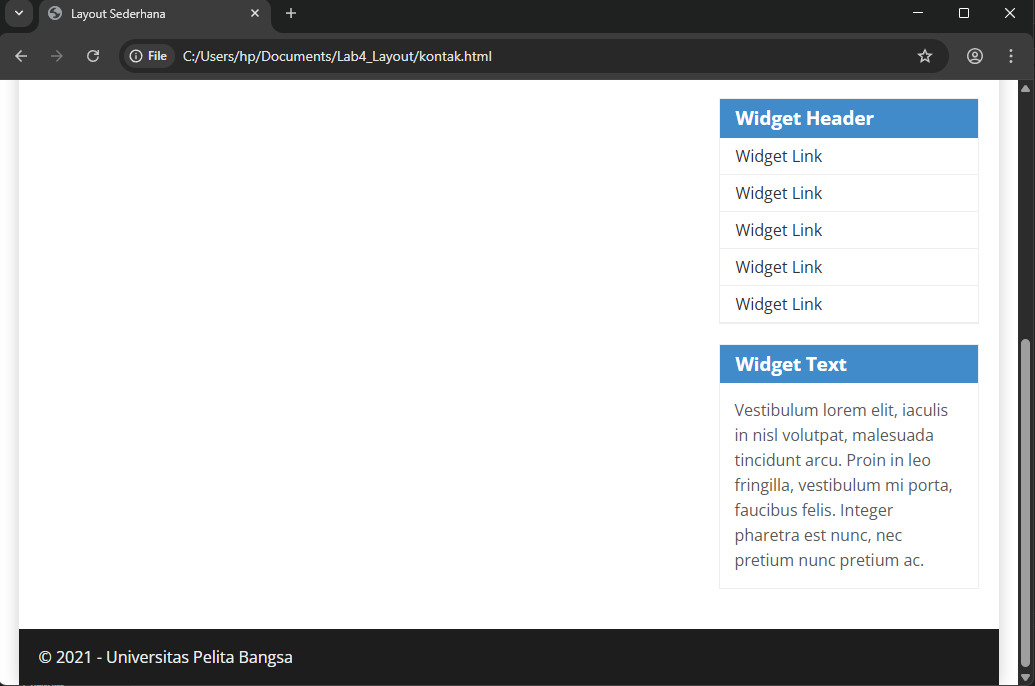 Layout Sederhana
File C:/Users/hp/Documents/Lab4_Layout/kontak.html
Widget Header
Widget Link
Widget Link
Widget Link
Widget Link
Widget Link
Widget Text
Vestibulum lorem elit, iaculis
in nisl volutpat, malesuada
tincidunt arcu. Proin in leo
fringilla, vestibulum mi porta,
faucibus felis. Integer
pharetra est nunc, nec
pretium nunc pretium ac.
© 2021 - Universitas Pelita Bangsa